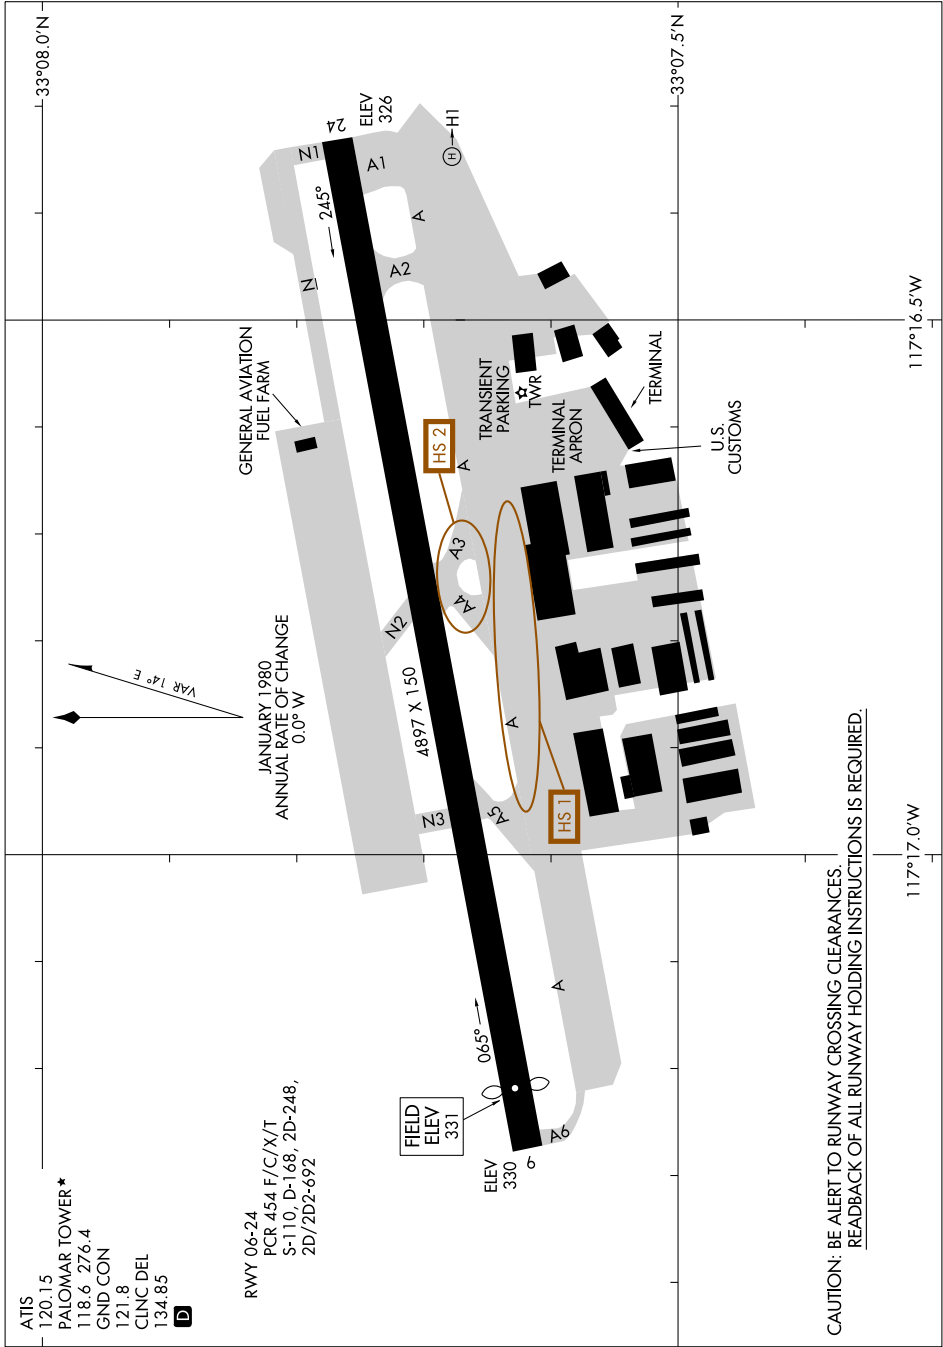 ATIS
120.15
PALOMAR TOWER★
118.6 276.4
GND CON
121.8
CLNC DEL
134.85
D
RWY 06-24
PCR 454 F/C/X/T
S-110, D-168, 2D-248,
2D/2D2-692
33°08.0'N
33°07.5'N
117°16.5'W
117°17.0'W
VAR 14° E
JANUARY 1980
ANNUAL RATE OF CHANGE
0.0° W
GENERAL AVIATION
FUEL FARM
N1
N
24
ELEV
326
245°
A1
A
A2
H
H1
HS 2
A
A3
A4
N2
4897 X 150
TRANSIENT
PARKING
TWR
TERMINAL
APRON
TERMINAL
U.S.
CUSTOMS
N3
A5
A
HS 1
A
065°
FIELD
ELEV
331
ELEV
330
6
A6
CAUTION: BE ALERT TO RUNWAY CROSSING CLEARANCES.
READBACK OF ALL RUNWAY HOLDING INSTRUCTIONS IS REQUIRED.